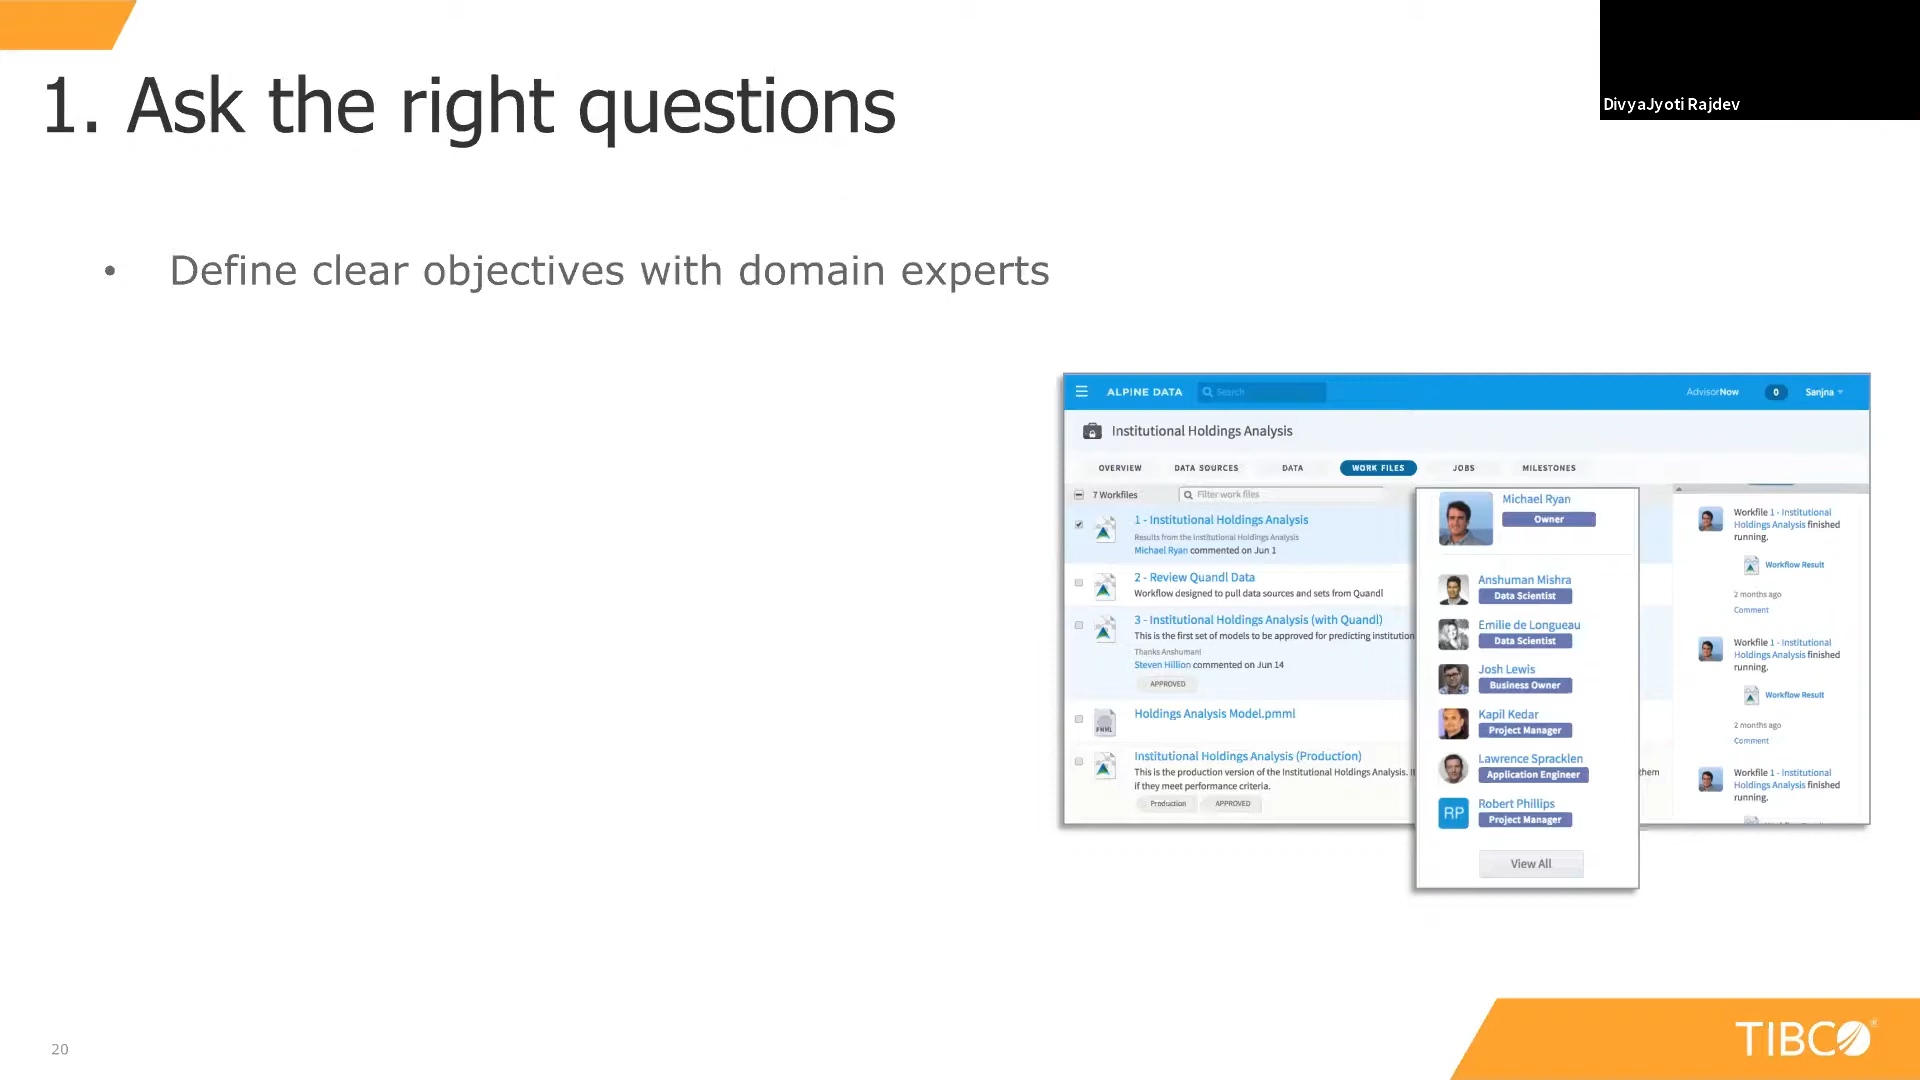 DivyaJyoti Rajdev
1. Ask the right questions
• Define clear objectives with domain experts
ALPINE DATA
Search
AdvisorNow
0
Sanjna
Institutional Holdings Analysis
OVERVIEW DATA SOURCES DATA WORK FILES JOBS MILESTONES
7 Workfiles
Filter work files
1 - Institutional Holdings Analysis
Results from the Institutional Holdings Analysis
Michael Ryan commented on Jun 1
2 - Review Quandl Data
Workflow designed to pull data sources and sets from Quandl
3 - Institutional Holdings Analysis (with Quandl)
This is the first set of models to be approved for predicting institution
Thanks Anshuman!
Steven Hillion commented on Jun 14
APPROVED
PMML
Holdings Analysis Model.pmml
Institutional Holdings Analysis (Production)
This is the production version of the Institutional Holdings Analysis.
them
if they meet performance criteria.
Production APPROVED
Michael Ryan
Owner
Anshuman Mishra
Data Scientist
Emilie de Longueau
Data Scientist
Josh Lewis
Business Owner
Kapil Kedar
Project Manager
Lawrence Spracklen
Application Engineer
RP
Robert Phillips
Project Manager
View All
Workfile 1 - Institutional
Holdings Analysis finished
running.
Workflow Result
2 months ago
Comment
Workfile 1 - Institutional
Holdings Analysis finished
running.
Workflow Result
2 months ago
Comment
Workfile 1 - Institutional
Holdings Analysis finished
running.
20
TIBCO®